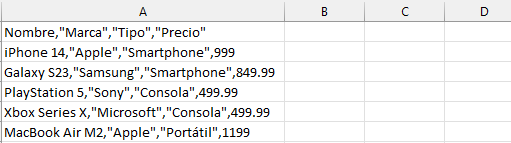 A B C D
Nombre,"Marca","Tipo","Precio"
iPhone 14,"Apple","Smartphone",999
Galaxy S23,"Samsung","Smartphone",849.99
PlayStation 5,"Sony","Consola",499.99
Xbox Series X,"Microsoft","Consola",499.99
MacBook Air M2,"Apple","Portátil",1199